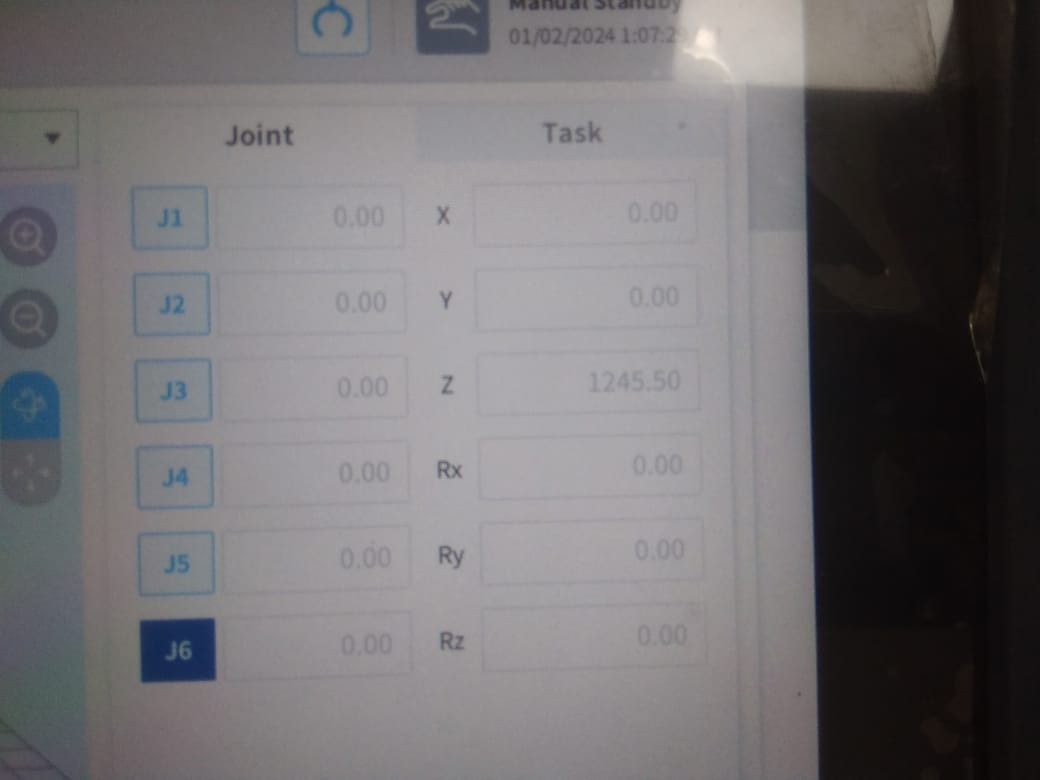 Manual Standby
01/02/2024 1:07:29
Joint Task
J1 0.00 X 0.00
J2 0.00 Y 0.00
J3 0.00 Z 1245.50
J4 0.00 Rx 0.00
J5 0.00 Ry 0.00
J6 0.00 Rz 0.00